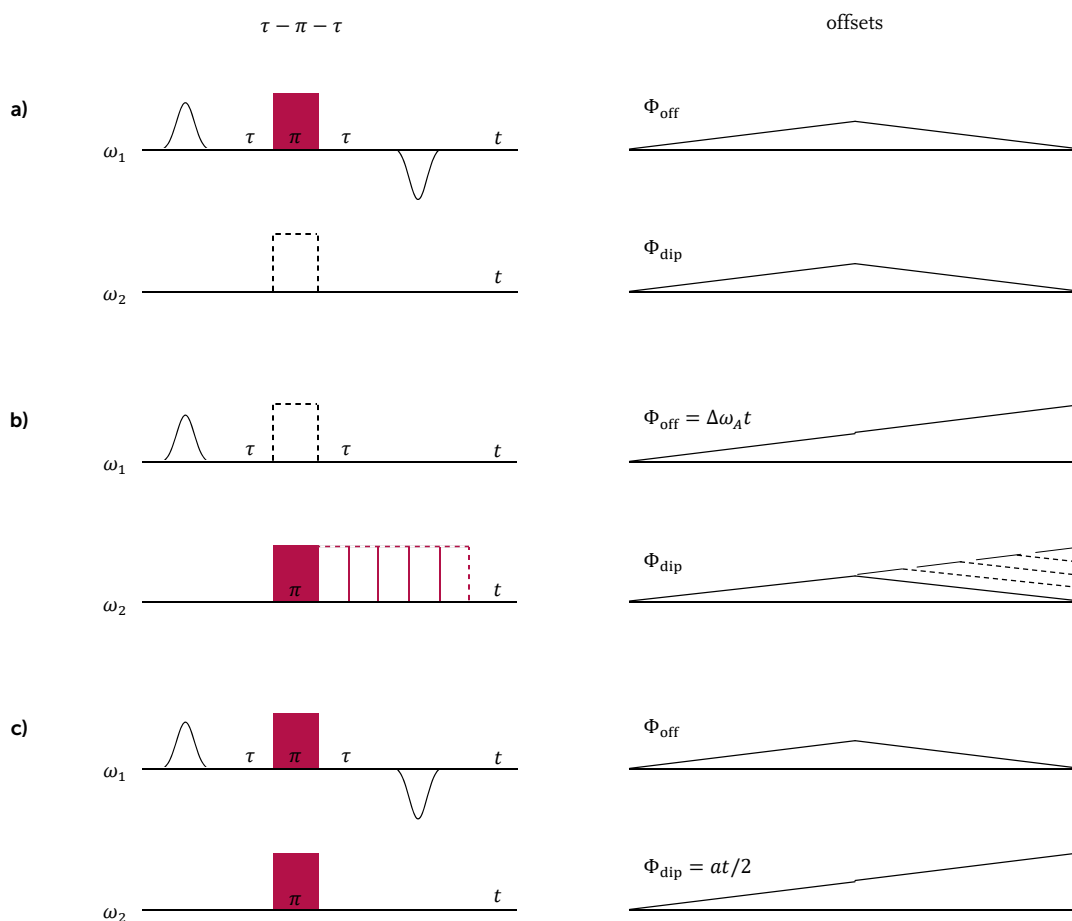 τ − π − τ
offsets
a)
Φoff
τ π τ t
ω1
Φdip
t
ω2
b)
Φoff = ΔωAt
τ τ
ω1
Φdip
π t
ω2
c)
Φoff
τ π τ t
ω1
Φdip = at/2
π t
ω2